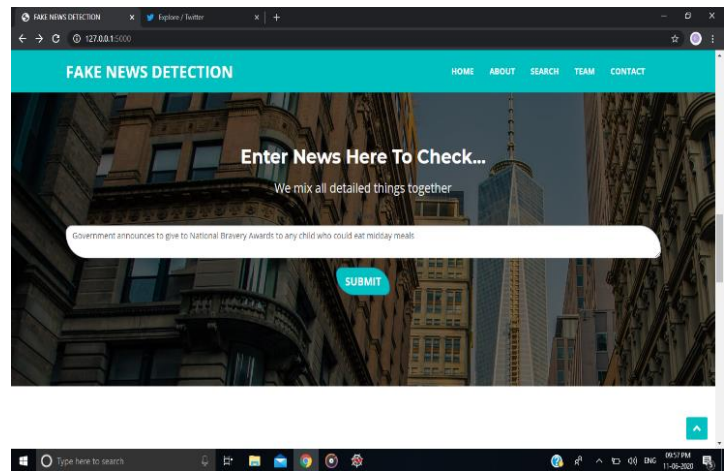 FAKE NEWS DETECTION
Explore / Twitter
127.0.0.1:5000
FAKE NEWS DETECTION
HOME ABOUT SEARCH TEAM CONTACT
Enter News Here To Check...
We mix all detailed things together
Government announces to give to National Bravery Awards to any child who could eat midday meals
SUBMIT
Type here to search
ENG
09:57 PM
11-06-2020